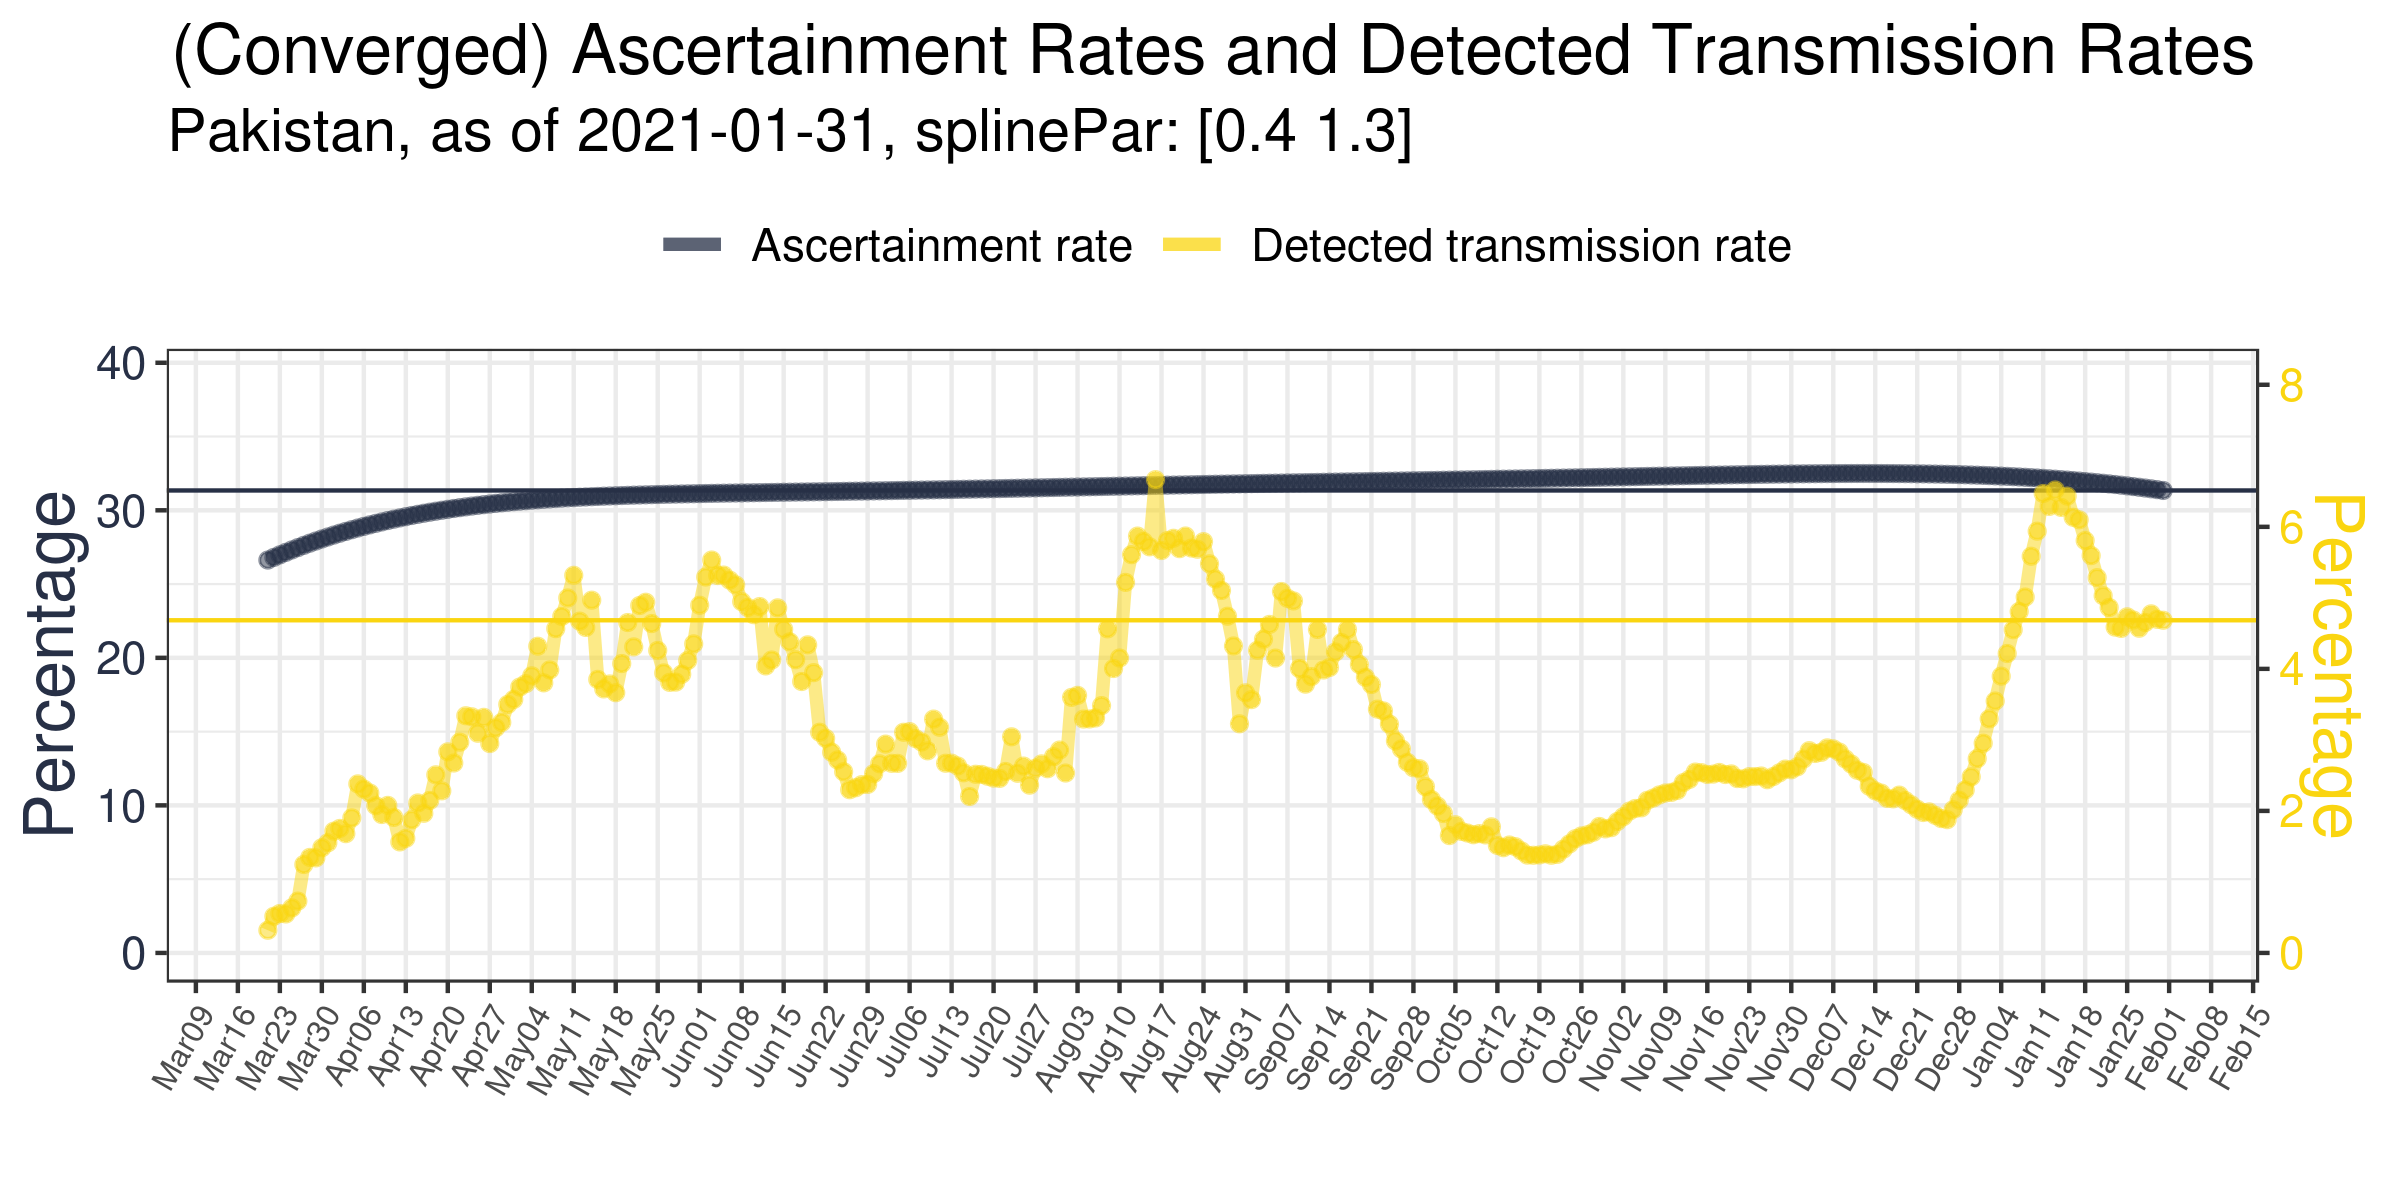 (Converged) Ascertainment Rates and Detected Transmission Rates
Pakistan, as of 2021-01-31, splinePar: [0.4 1.3]
Ascertainment rate Detected transmission rate
Percentage
40
30
20
10
0
8
6
4
2
0
Percentage
Mar09 Mar16 Mar23 Mar30 Apr06 Apr13 Apr20 Apr27 May04 May11 May18 May25 Jun01 Jun08 Jun15 Jun22 Jun29 Jul06 Jul13 Jul20 Jul27 Aug03 Aug10 Aug17 Aug24 Aug31 Sep07 Sep14 Sep21 Sep28 Oct05 Oct12 Oct19 Oct26 Nov02 Nov09 Nov16 Nov23 Nov30 Dec07 Dec14 Dec21 Dec28 Jan04 Jan11 Jan18 Jan25 Feb01 Feb08 Feb15